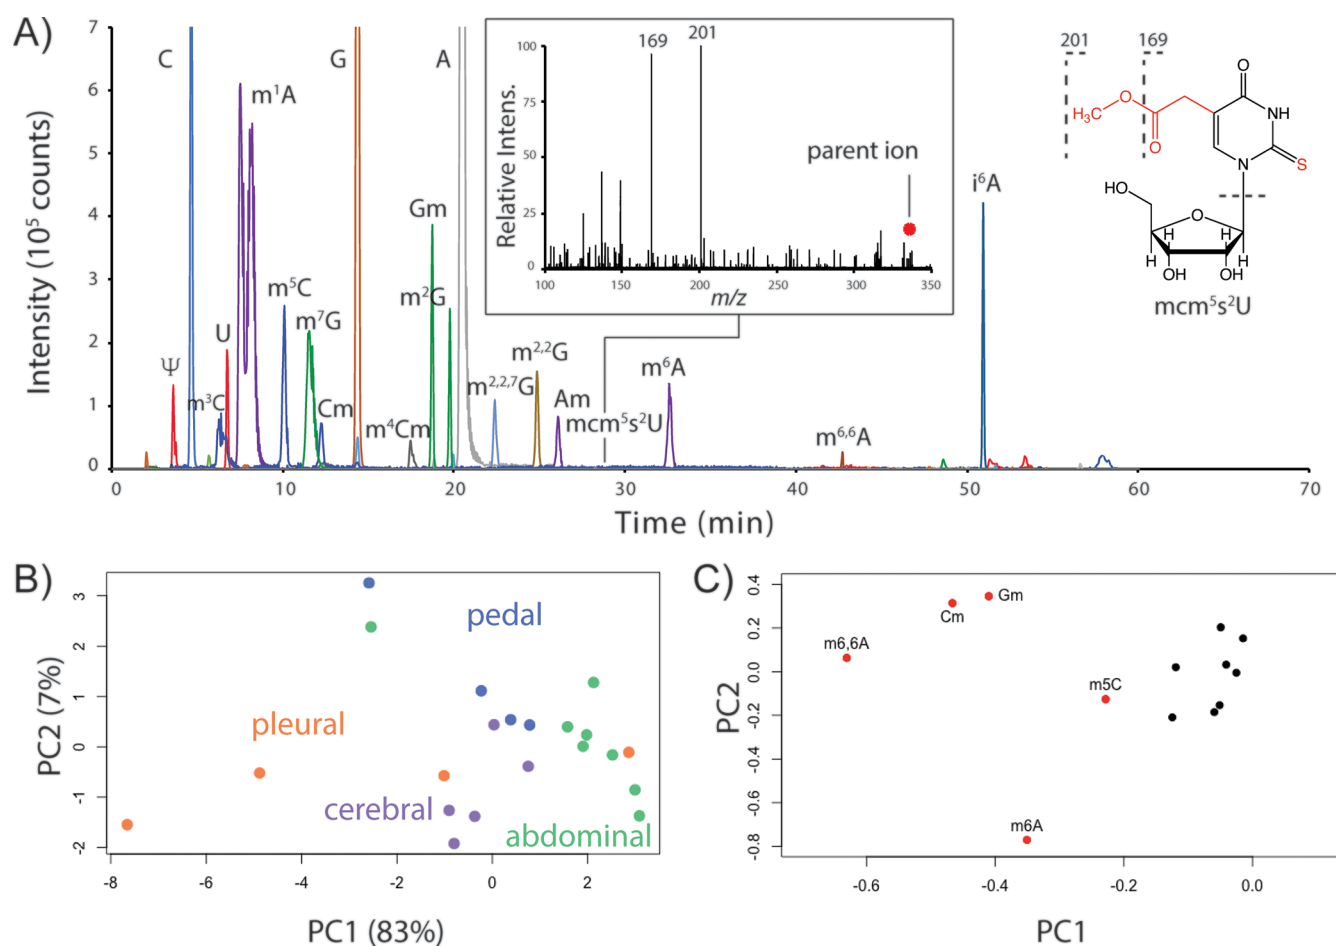 A)
Intensity (10⁵ counts)
7
6
5
4
3
2
1
0
C
G
A
m¹A
Ψ
m³C
U
m⁵C
m⁷G
Cm
m⁴Cm
Gm
m²G
m²,²,⁷G
m²,²G
Am
mcm⁵s²U
m⁶A
m⁶,⁶A
i⁶A
0 10 20 30 40 50 60 70
Time (min)
Relative Intens.
100
75
50
25
0
169 201
parent ion
100 150 200 250 300 350
m/z
201 169
O
H₃C O
O
NH
N S
HO
O
H H
H H
OH OH
mcm⁵s²U
B)
PC2 (7%)
3
2
1
0
-1
-2
pedal
pleural
cerebral
abdominal
-8 -6 -4 -2 0 2
PC1 (83%)
C)
PC2
0.4
0.2
0.0
-0.2
-0.4
-0.6
-0.8
Gm
Cm
m6,6A
m5C
m6A
-0.6 -0.4 -0.2 0.0
PC1